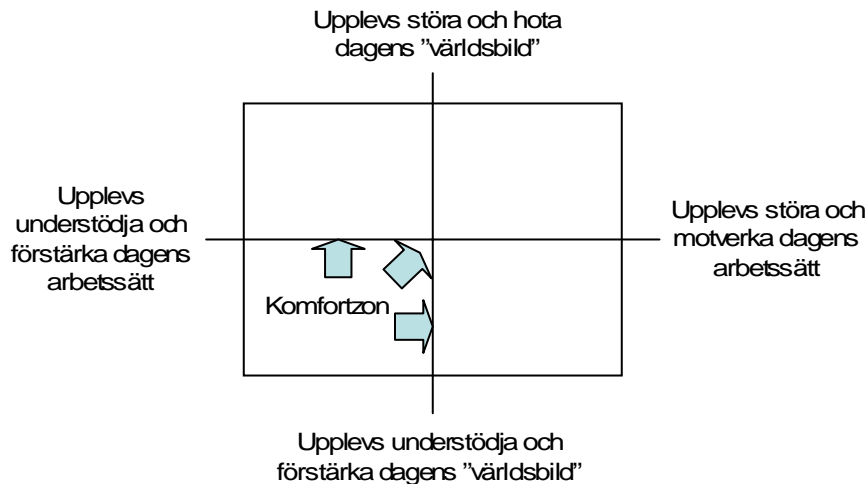 Upplevs störa och hota
dagens ”världsbild”
Upplevs
understödja och
förstärka dagens
arbetssätt
Upplevs störa och
motverka dagens
arbetssätt
Komfortzon
Upplevs understödja och
förstärka dagens ”världsbild”